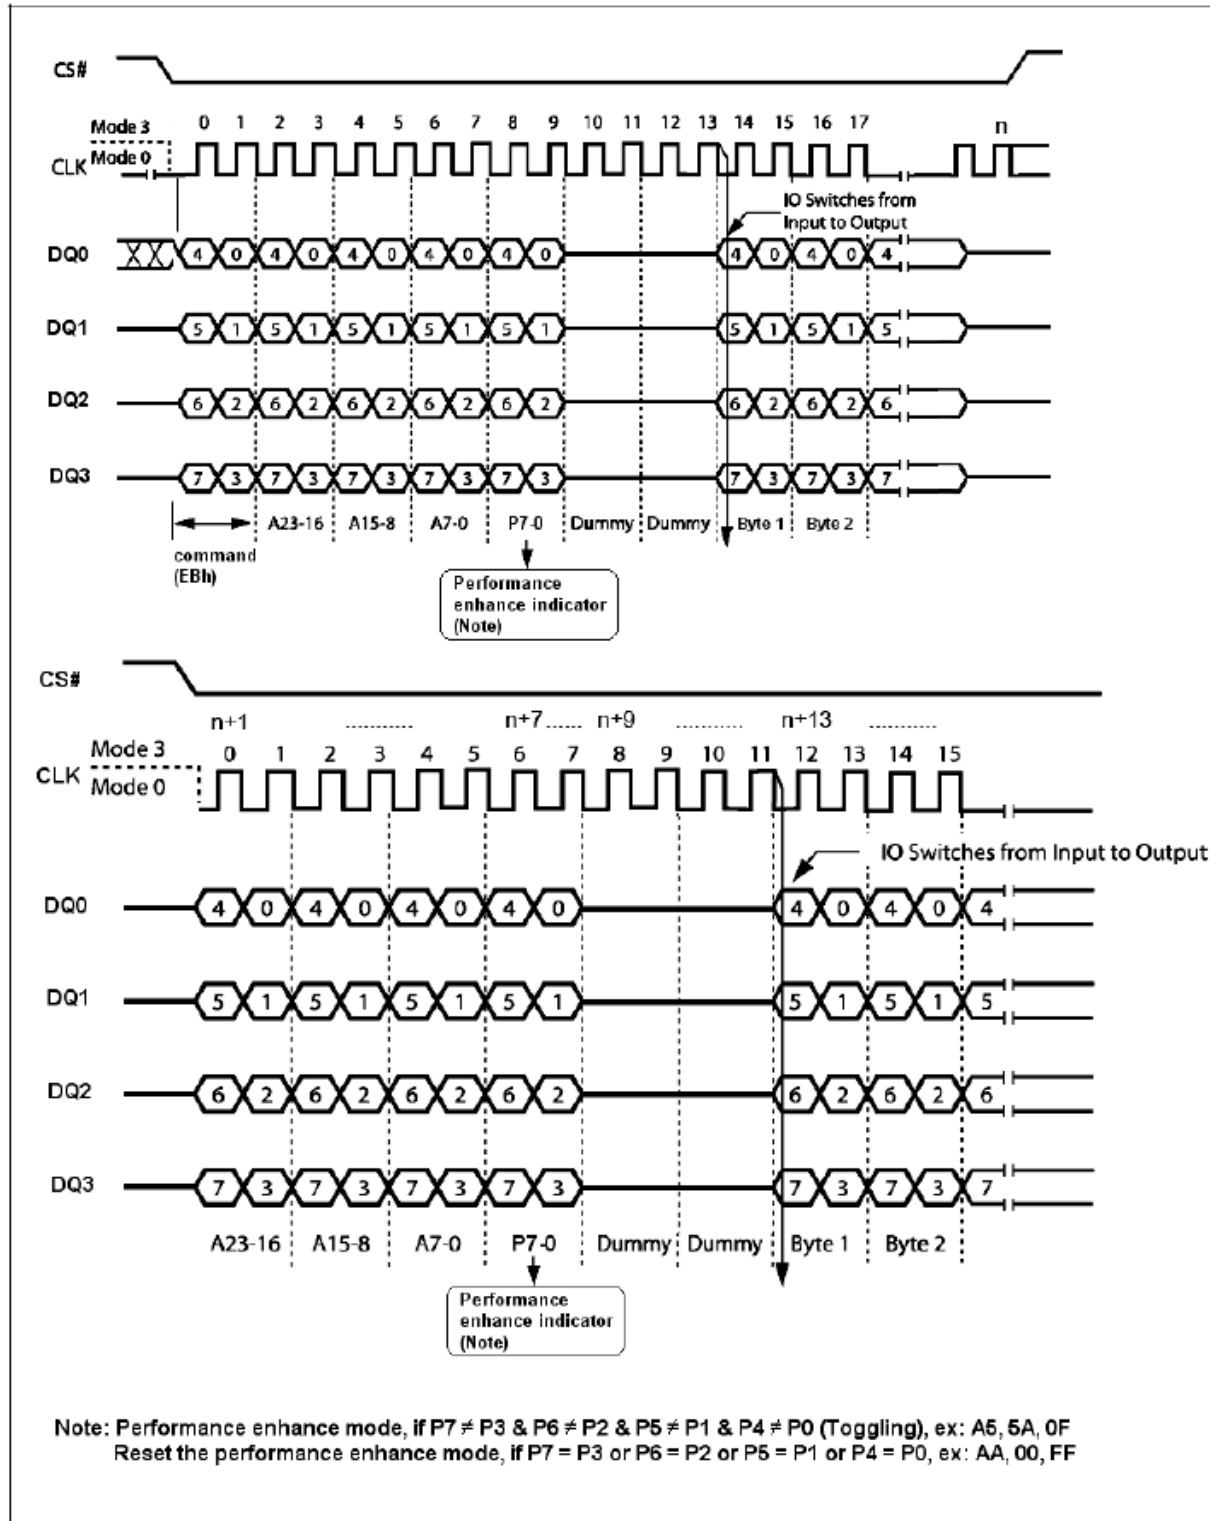 CS#
0 1 2 3 4 5 6 7 8 9 10 11 12 13 14 15 16 17 n
Mode 3
Mode 0
CLK
IO Switches from
Input to Output
DQ0 4 0 4 0 4 0 4 0 4 0 4 0 4 0 4
DQ1 5 1 5 1 5 1 5 1 5 1 5 1 5 1 5
DQ2 6 2 6 2 6 2 6 2 6 2 6 2 6 2 6
DQ3 7 3 7 3 7 3 7 3 7 3 7 3 7 3 7
A23-16 A15-8 A7-0 P7-0 Dummy Dummy Byte 1 Byte 2
command
(EBh)
Performance
enhance indicator
(Note)
CS#
n+1 ........... n+7 ...... n+9 ........... n+13 ...........
Mode 3 0 1 2 3 4 5 6 7 8 9 10 11 12 13 14 15
CLK Mode 0
IO Switches from Input to Output
DQ0 4 0 4 0 4 0 4 0 4 0 4 0 4
DQ1 5 1 5 1 5 1 5 1 5 1 5 1 5
DQ2 6 2 6 2 6 2 6 2 6 2 6 2 6
DQ3 7 3 7 3 7 3 7 3 7 3 7 3 7
A23-16 A15-8 A7-0 P7-0 Dummy Dummy Byte 1 Byte 2
Performance
enhance indicator
(Note)
Note: Performance enhance mode, if P7 ≠ P3 & P6 ≠ P2 & P5 ≠ P1 & P4 ≠ P0 (Toggling), ex: A5, 5A, 0F
Reset the performance enhance mode, if P7 = P3 or P6 = P2 or P5 = P1 or P4 = P0, ex: AA, 00, FF